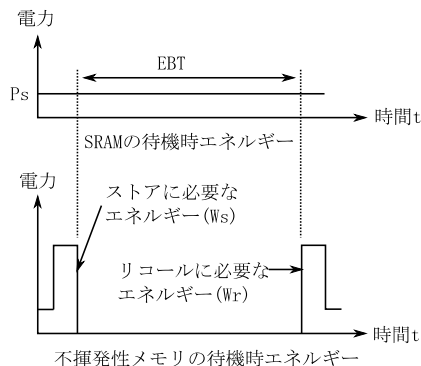 電力
EBT
Ps
時間t
SRAMの待機時エネルギー
電力
ストアに必要な
エネルギー(Ws)
リコールに必要な
エネルギー(Wr)
時間t
不揮発性メモリの待機時エネルギー